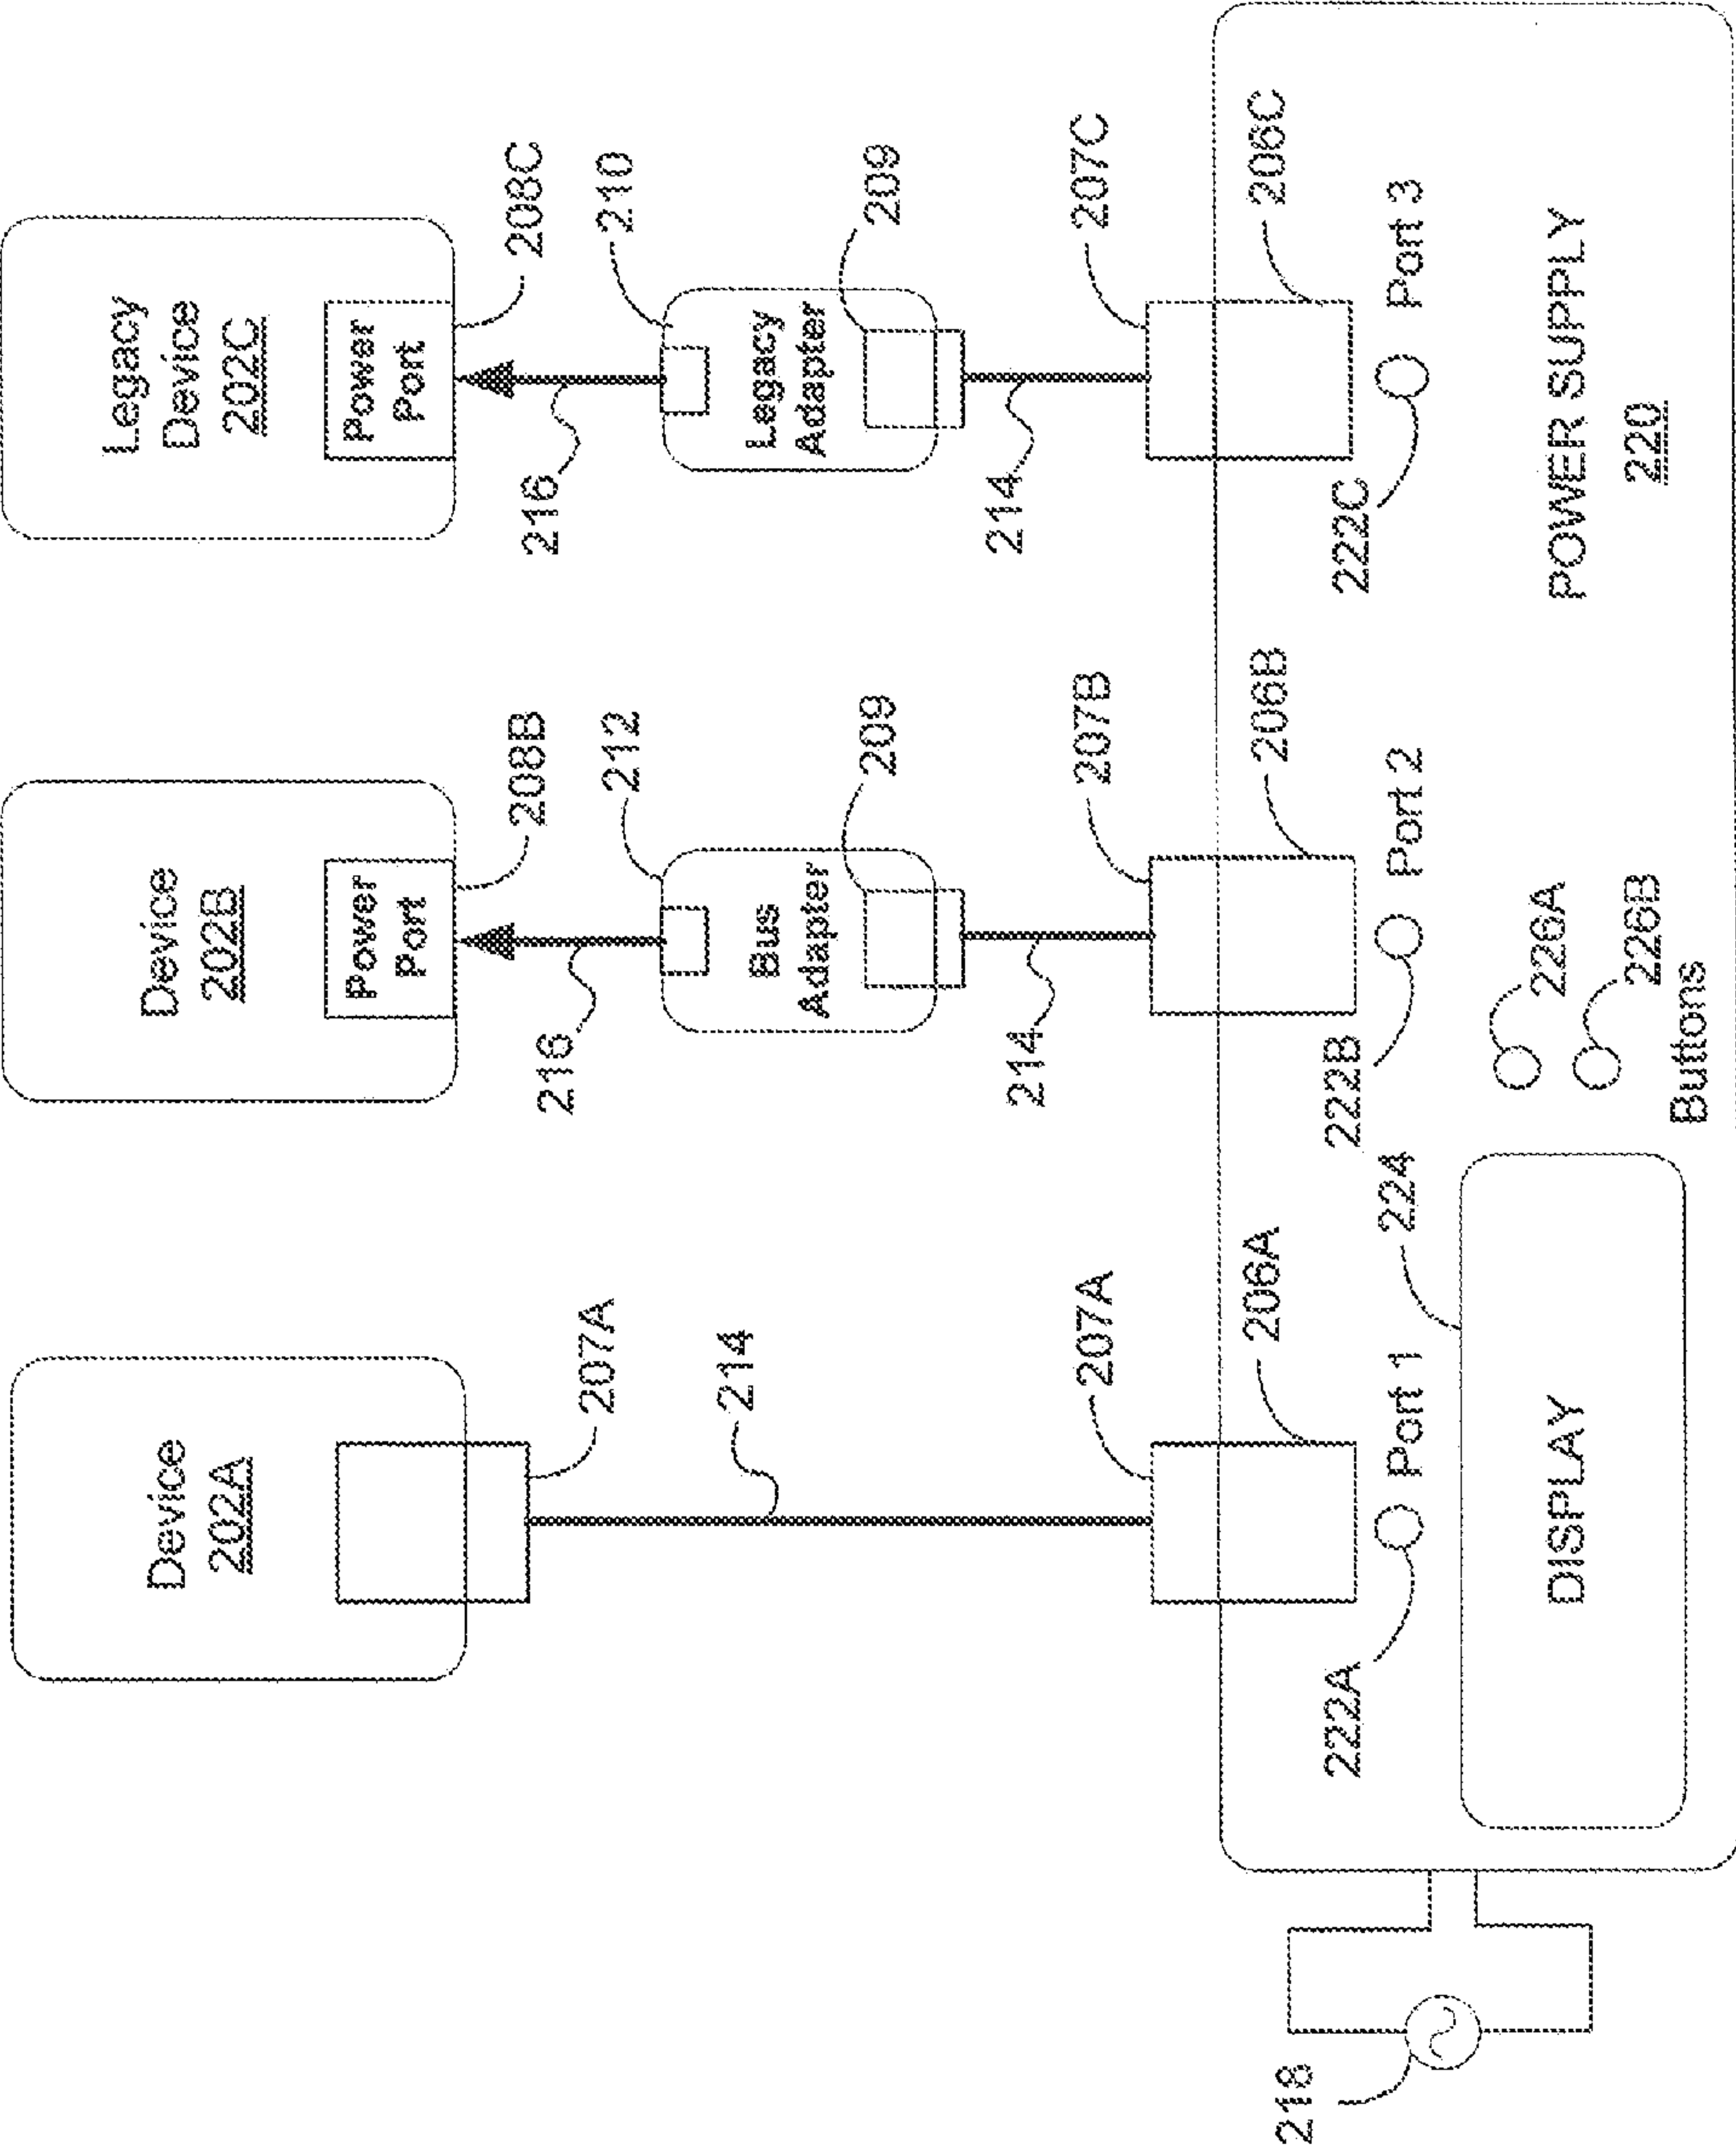 Device
202A
Device
202B
Legacy
Device
202C
Power
Port
Power
Port
207A
208B
208C
216
212
216
210
214
Bus
Adapter
Legacy
Adapter
209
209
214
214
207A
207B
207C
206A
206B
206C
222A
Port 1
222B
Port 2
222C
Port 3
224
226A
226B
Buttons
DISPLAY
POWER SUPPLY
220
218